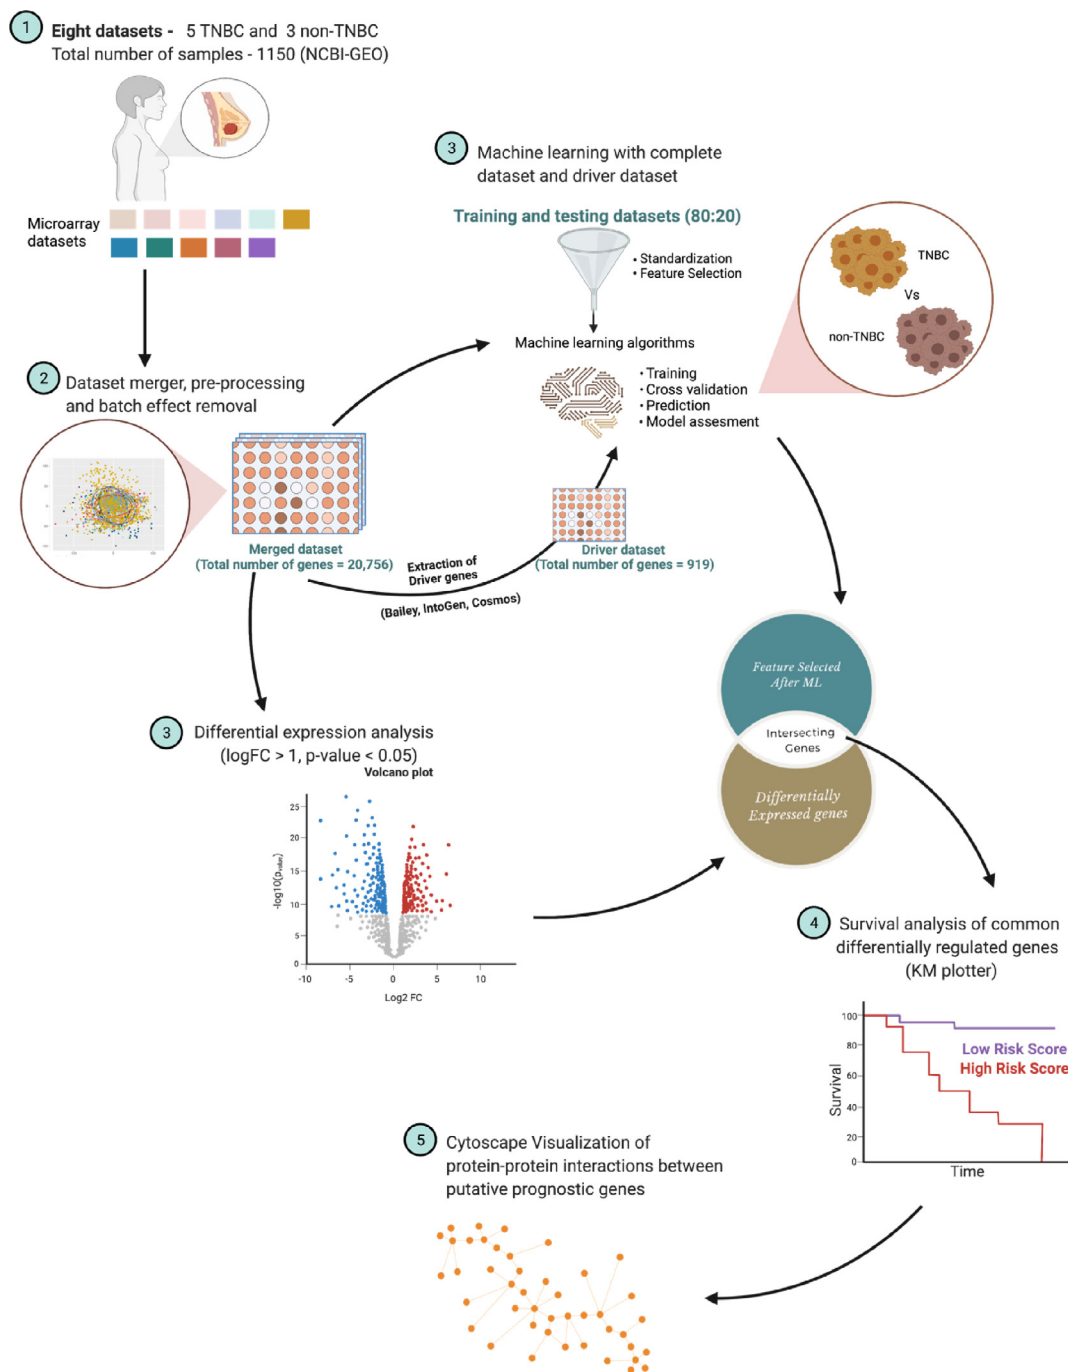 1
Eight datasets - 5 TNBC and 3 non-TNBC
Total number of samples - 1150 (NCBI-GEO)
Microarray
datasets
2
Dataset merger, pre-processing
and batch effect removal
Merged dataset
(Total number of genes = 20,756)
Extraction of
Driver genes
(Bailey, IntoGen, Cosmos)
Driver dataset
(Total number of genes = 919)
3
Machine learning with complete
dataset and driver dataset
Training and testing datasets (80:20)
• Standardization
• Feature Selection
Machine learning algorithms
• Training
• Cross validation
• Prediction
• Model assesment
TNBC
Vs
non-TNBC
3
Differential expression analysis
(logFC > 1, p-value < 0.05)
Volcano plot
-log10(pvalue)
25
20
15
10
5
0
-10 -5 0 5 10
Log2 FC
Feature Selected
After ML
Intersecting
Genes
Differentially
Expressed genes
4
Survival analysis of common
differentially regulated genes
(KM plotter)
Survival
100
80
60
40
20
0
Low Risk Score
High Risk Score
Time
5
Cytoscape Visualization of
protein-protein interactions between
putative prognostic genes